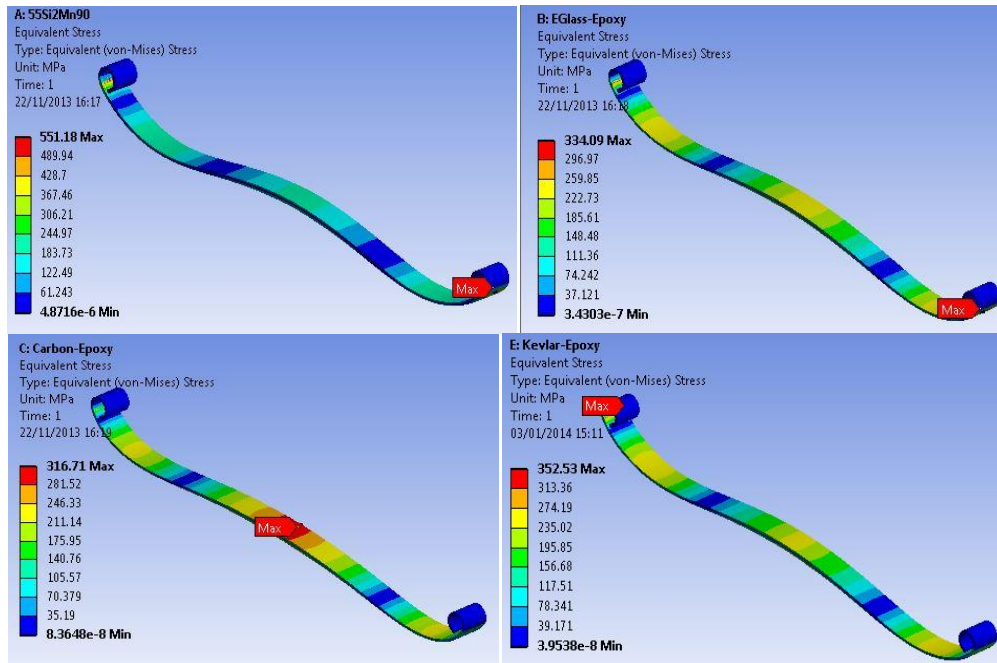 A: 55Si2Mn90
Equivalent Stress
Type: Equivalent (von-Mises) Stress
Unit: MPa
Time: 1
22/11/2013 16:17
551.18 Max
489.94
428.7
367.46
306.21
244.97
183.73
122.49
61.243
4.8716e-6 Min
Max
B: EGlass-Epoxy
Equivalent Stress
Type: Equivalent (von-Mises) Stress
Unit: MPa
Time: 1
22/11/2013 16:18
334.09 Max
296.97
259.85
222.73
185.61
148.48
111.36
74.242
37.121
3.4303e-7 Min
Max
C: Carbon-Epoxy
Equivalent Stress
Type: Equivalent (von-Mises) Stress
Unit: MPa
Time: 1
22/11/2013 16:19
316.71 Max
281.52
246.33
211.14
175.95
140.76
105.57
70.379
35.19
8.3648e-8 Min
Max
E: Kevlar-Epoxy
Equivalent Stress
Type: Equivalent (von-Mises) Stress
Unit: MPa
Time: 1
03/01/2014 15:11
Max
352.53 Max
313.36
274.19
235.02
195.85
156.68
117.51
78.341
39.171
3.9538e-8 Min